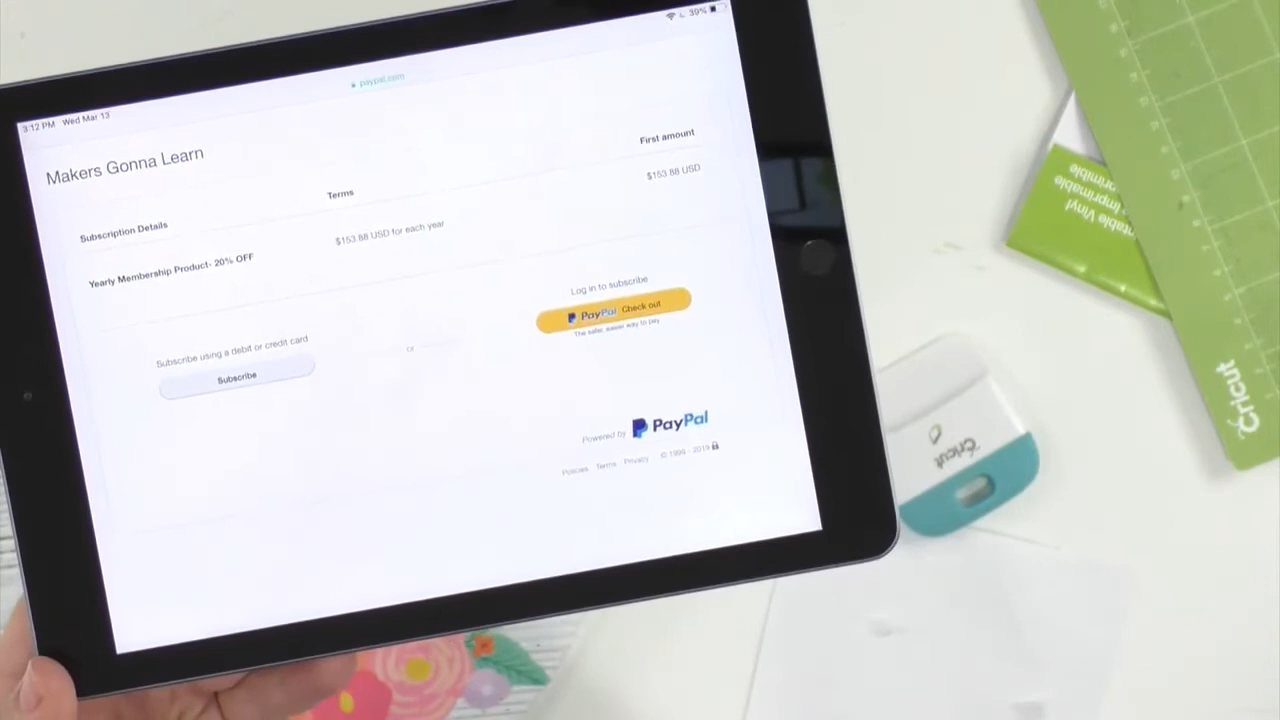 3:12 PM Wed Mar 13
39%
paypal.com
Makers Gonna Learn
Subscription Details
Terms
First amount
Yearly Membership Product- 20% OFF
$153.88 USD for each year
$153.88 USD
Log in to subscribe
PayPal Check out
The safer, easier way to pay
Subscribe using a debit or credit card
or
Subscribe
Powered by PayPal
Policies Terms Privacy © 1999 - 2019
Vinyl
Cricut
Cricut